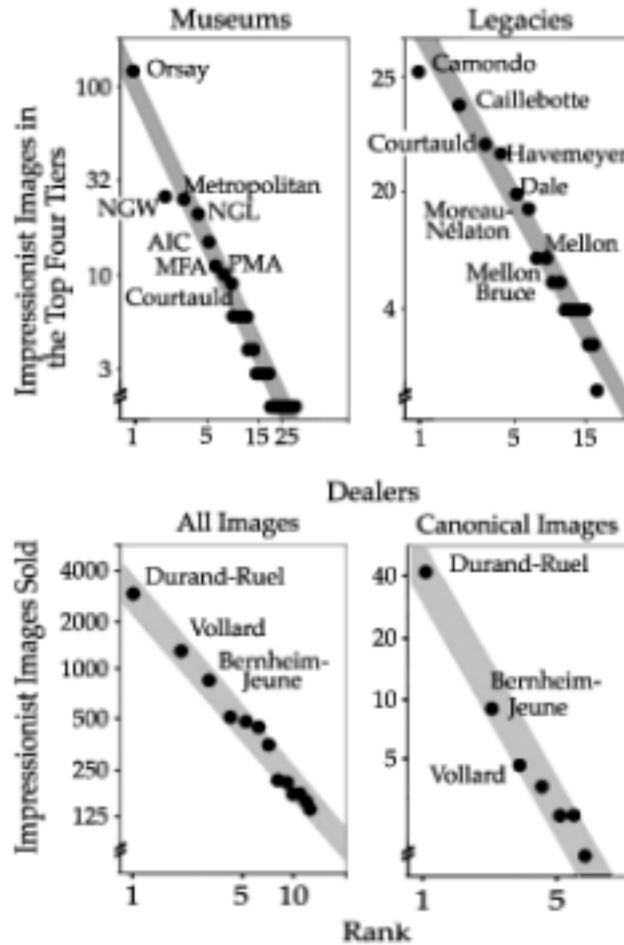 Museums
Legacies
Impressionist Images in
the Top Four Tiers
100
32
10
3
Orsay
Metropolitan
NGW
NGL
AIC
MFA
PMA
Courtauld
1
5
15
25
25
20
4
Camondo
Caillebotte
Courtauld
Havemeyer
Dale
Moreau-
Nélaton
Mellon
Mellon
Bruce
1
5
15
Dealers
All Images
Canonical Images
Impressionist Images Sold
4000
2000
1000
500
250
125
Durand-Ruel
Vollard
Bernheim-
Jeune
1
5
10
40
20
10
5
Durand-Ruel
Bernheim-
Jeune
Vollard
1
5
Rank